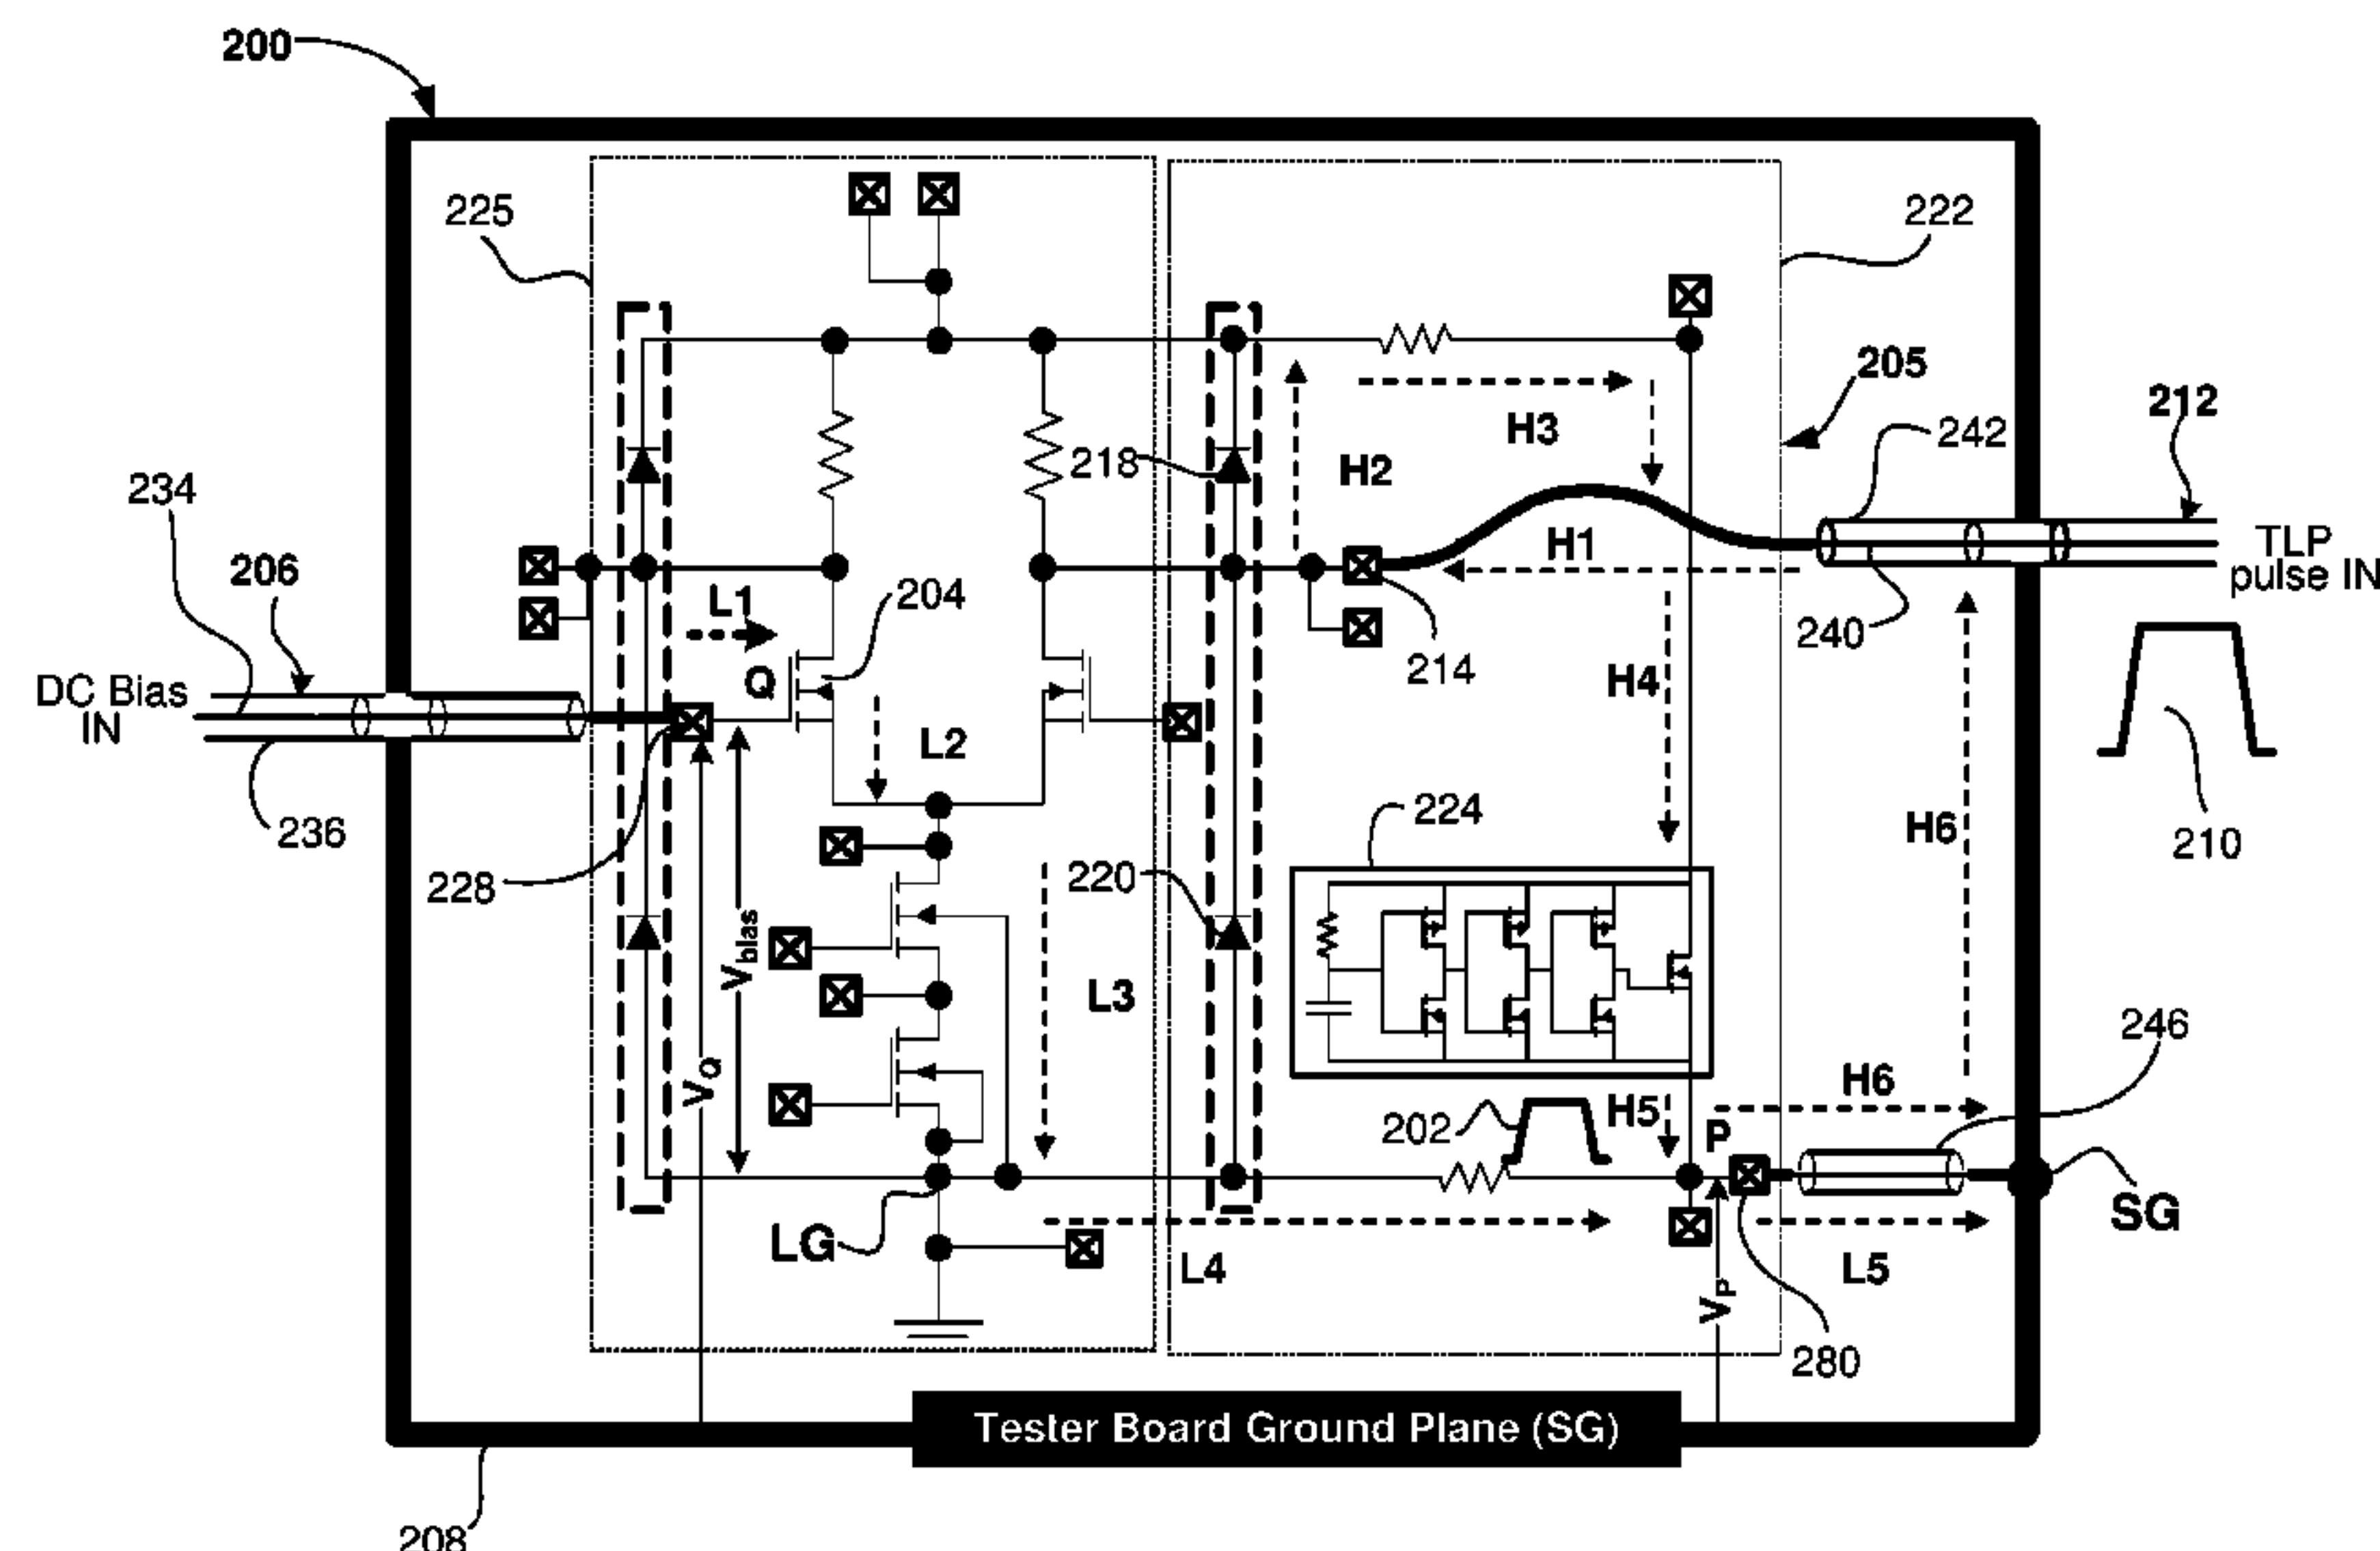 200
225
222
205
212
218
H3
H2
242
234
206
H1
TLP
pulse IN
L1
204
240
214
Q
H4
DC Bias
IN
L2
236
224
H6
210
228
220
Vbias
L3
246
VQ
H6
202
H5
P
LG
SG
L4
L5
VP
280
Tester Board Ground Plane (SG)
208